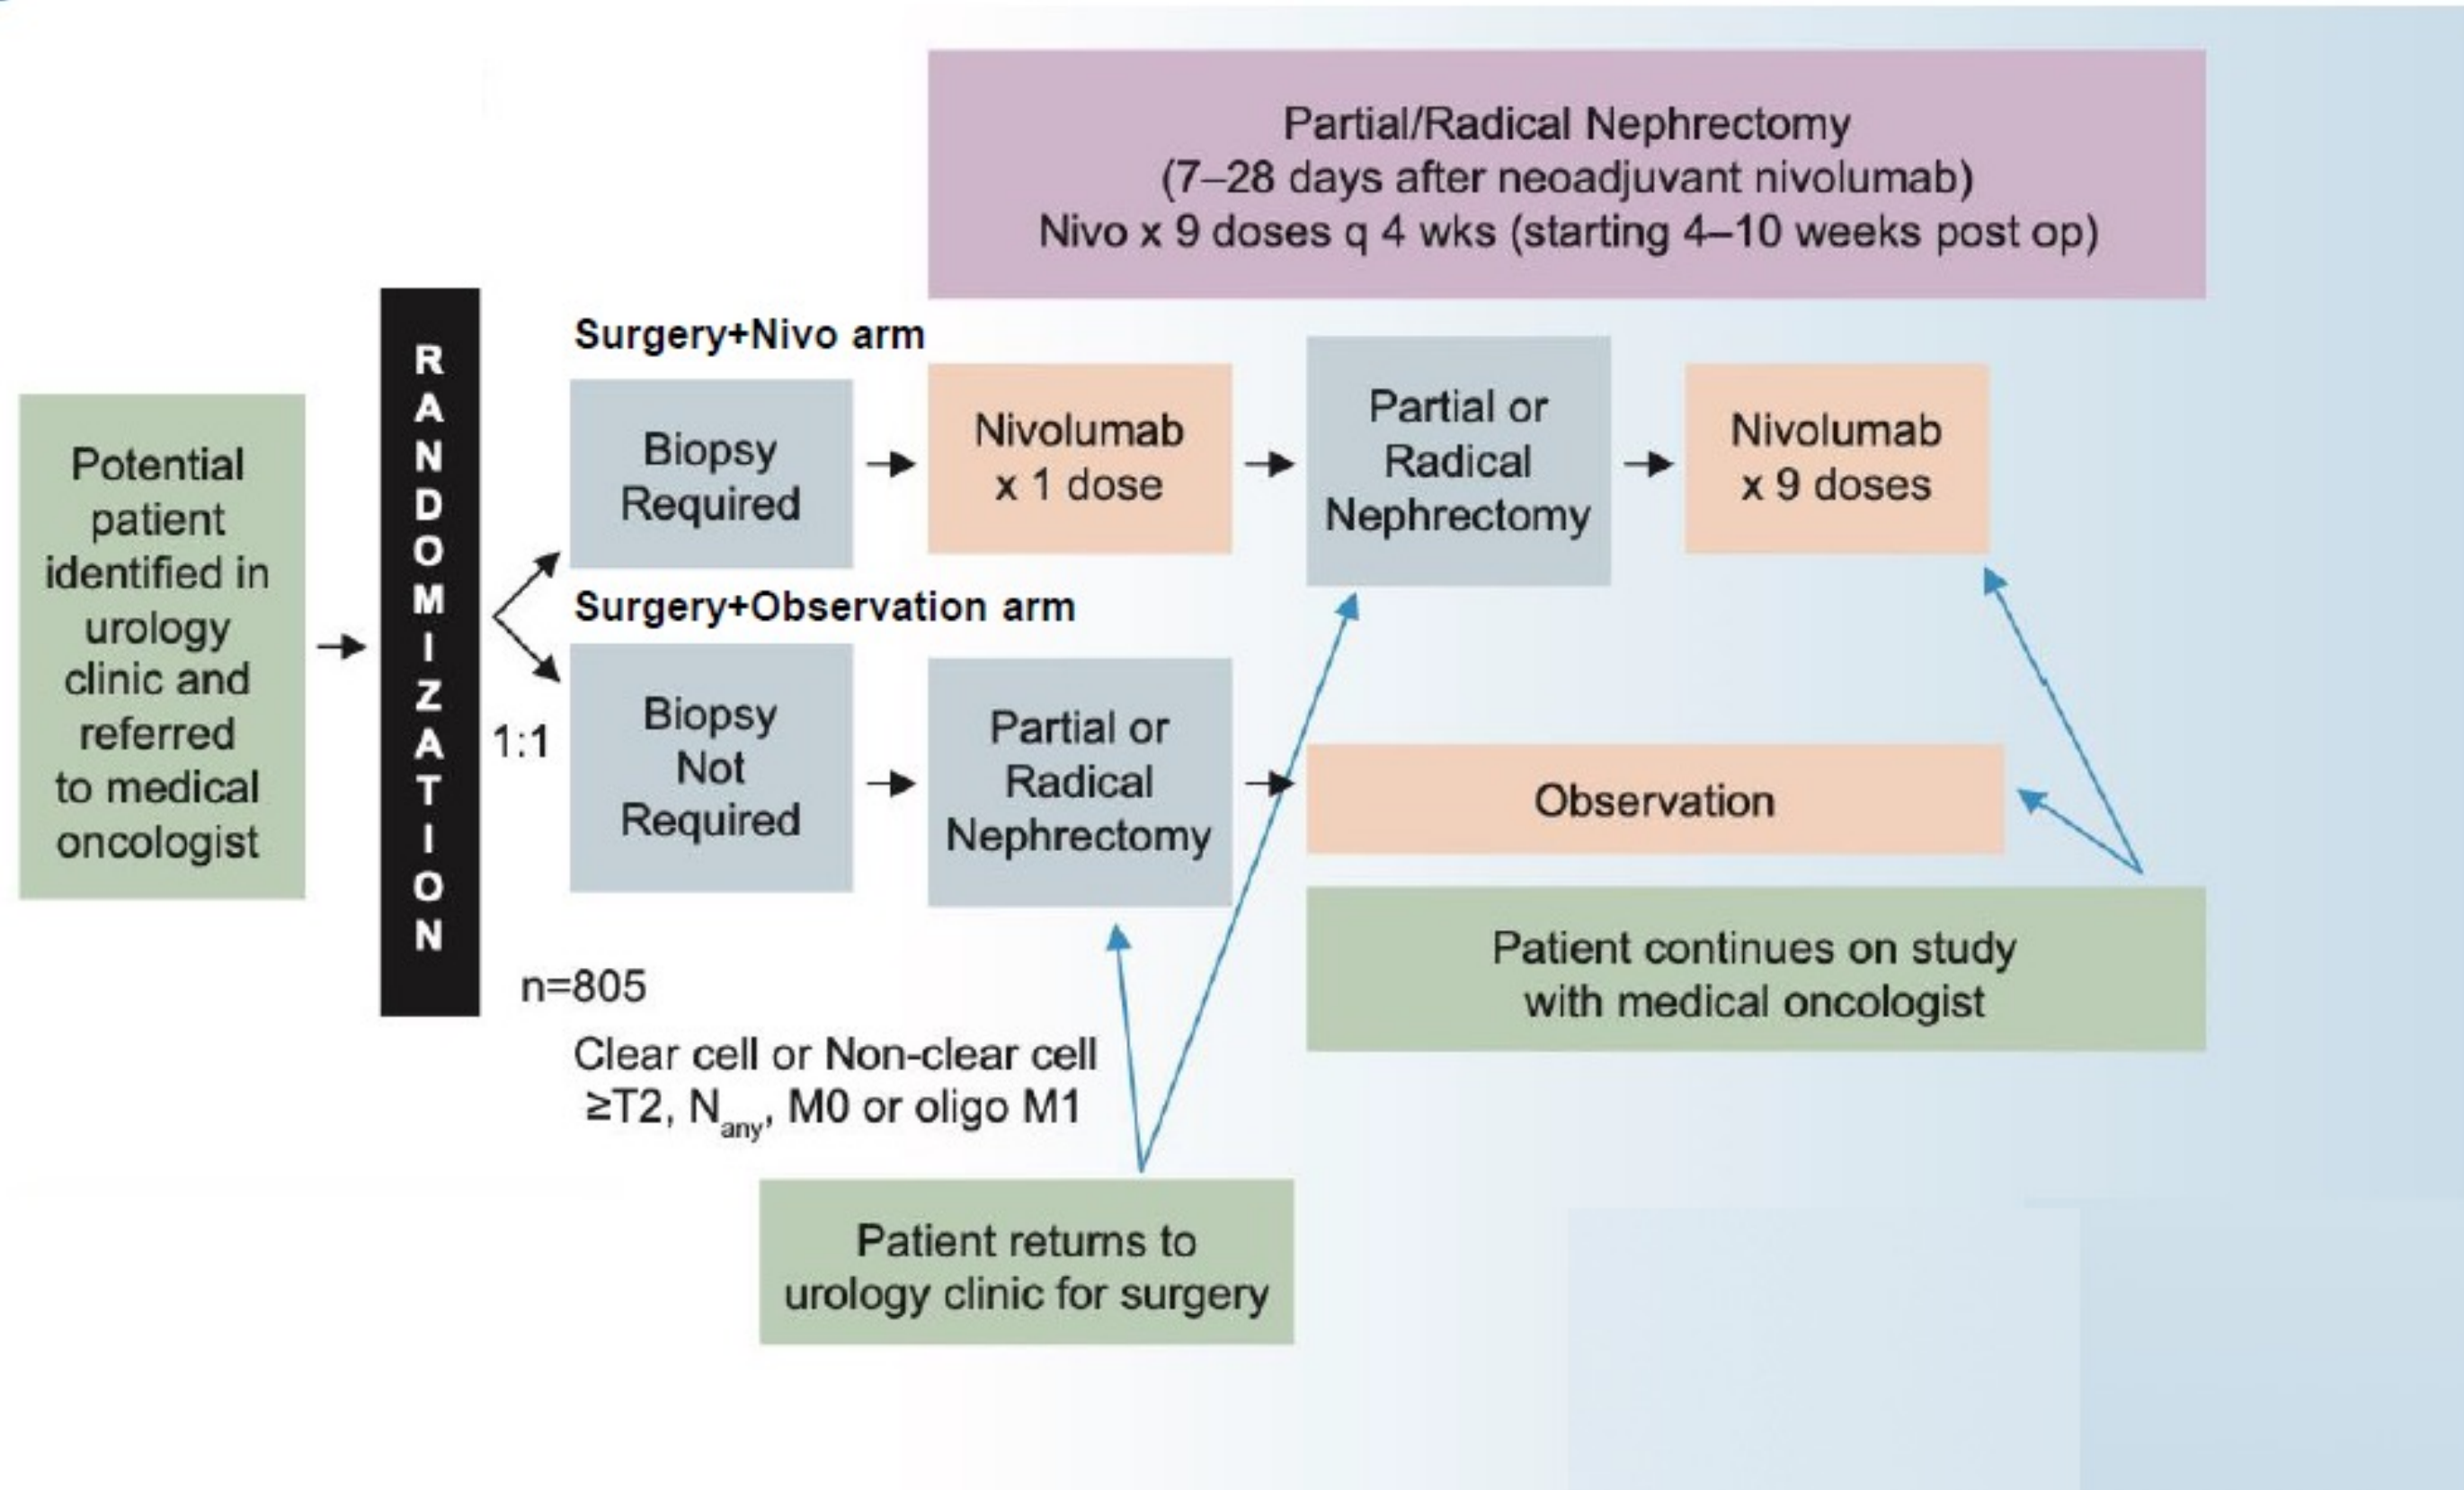 Partial/Radical Nephrectomy
(7–28 days after neoadjuvant nivolumab)
Nivo x 9 doses q 4 wks (starting 4–10 weeks post op)
Potential
patient
identified in
urology
clinic and
referred
to medical
oncologist
RANDOMIZATION
1:1
Surgery+Nivo arm
Biopsy
Required
Nivolumab
x 1 dose
Partial or
Radical
Nephrectomy
Nivolumab
x 9 doses
Surgery+Observation arm
Biopsy
Not
Required
Partial or
Radical
Nephrectomy
Observation
Patient continues on study
with medical oncologist
n=805
Clear cell or Non-clear cell
≥T2, Nany, M0 or oligo M1
Patient returns to
urology clinic for surgery